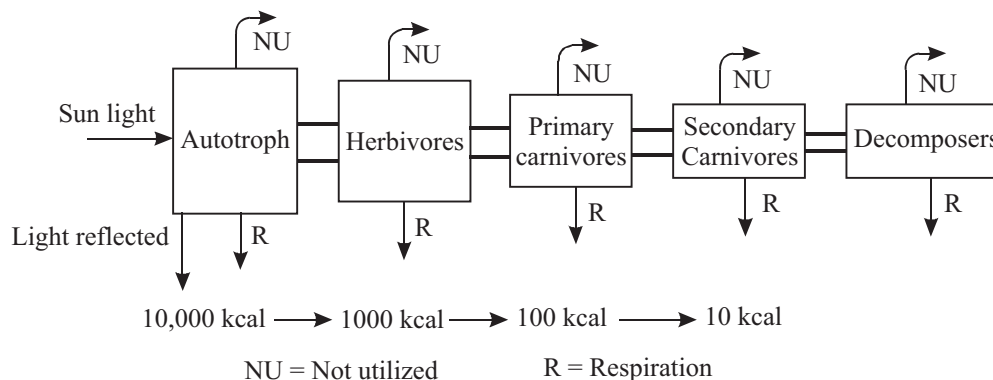 NU
NU
NU
NU
NU
Sun light
Autotroph
Herbivores
Primary
carnivores
Secondary
Carnivores
Decomposers
Light reflected
R
R
R
R
R
10,000 kcal
1000 kcal
100 kcal
10 kcal
NU = Not utilized
R = Respiration